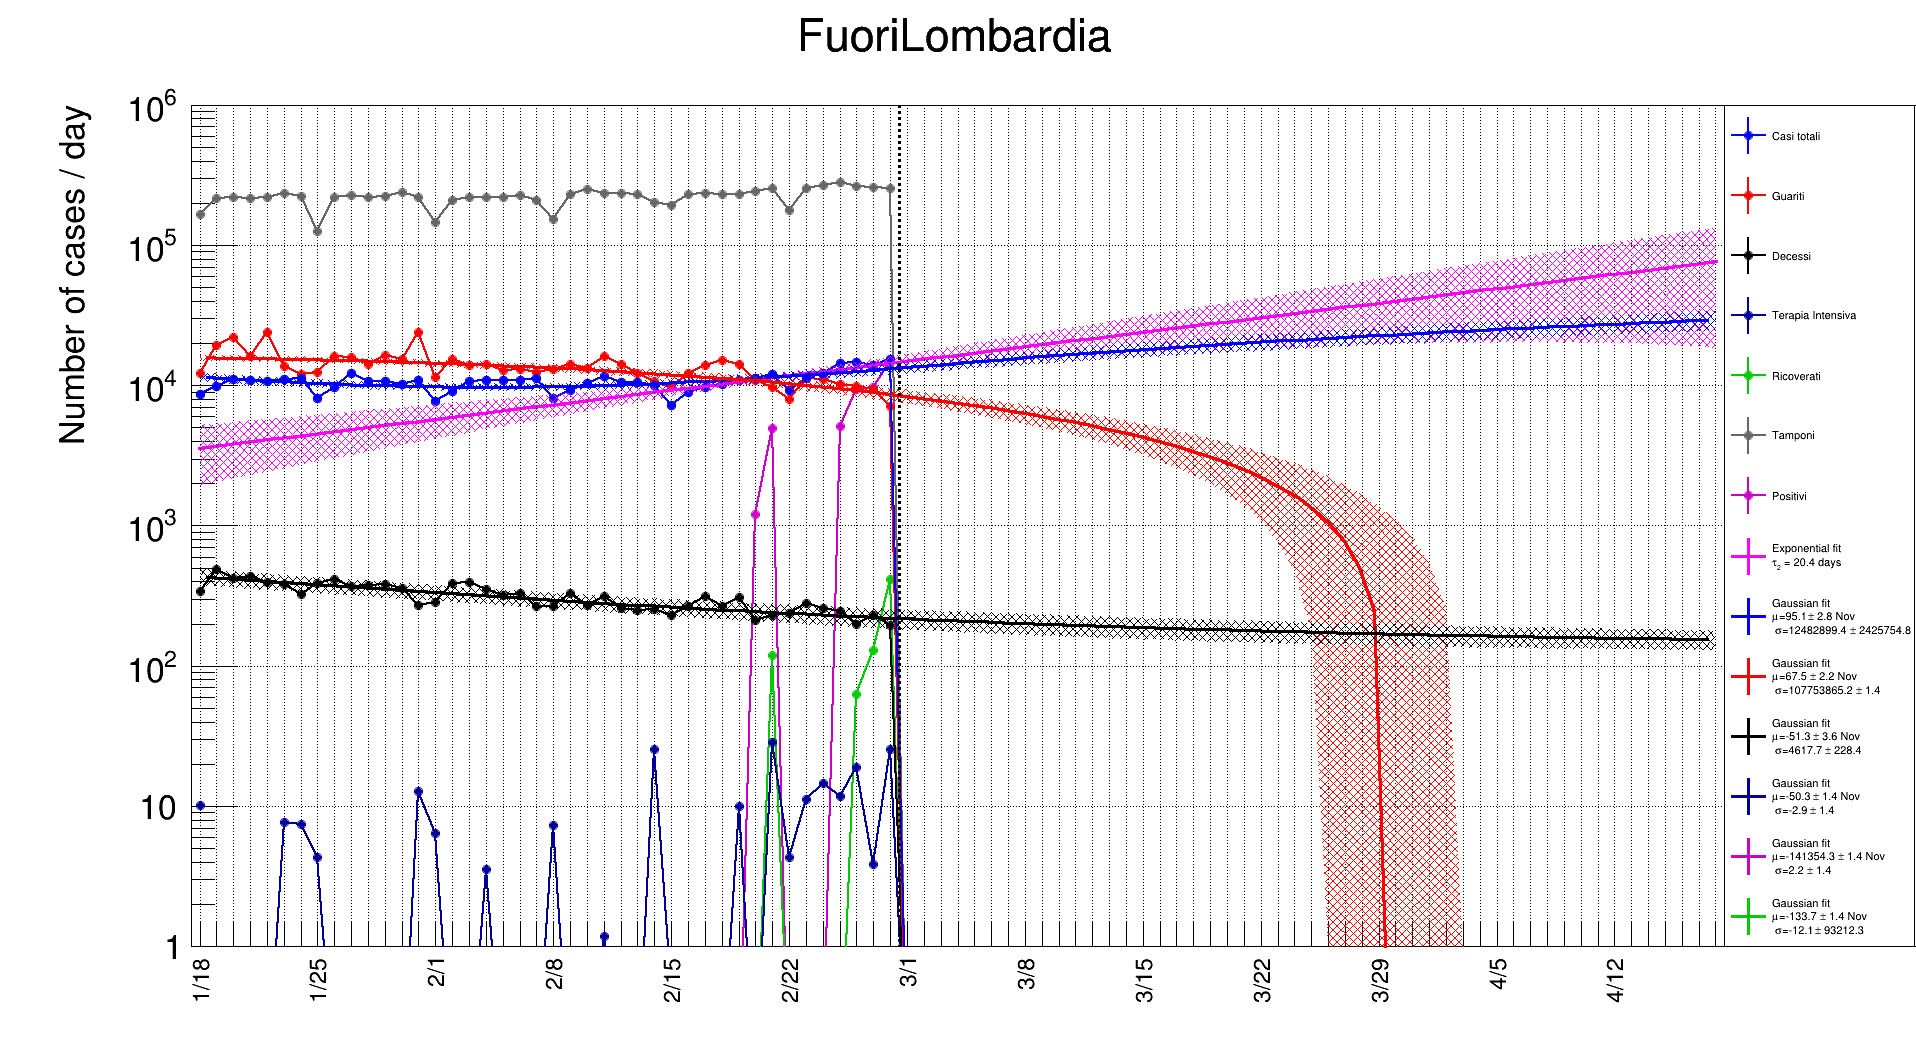 FuoriLombardia
Number of cases / day
10^6
10^5
10^4
10^3
10^2
10
1
1/18
1/25
2/1
2/8
2/15
2/22
3/1
3/8
3/15
3/22
3/29
4/5
4/12
Casi totali
Guariti
Decessi
Terapia Intensiva
Ricoverati
Tamponi
Positivi
Exponential fit
τ₂ = 20.4 days
Gaussian fit
μ=95.1 ± 2.8 Nov
σ=12482899.4 ± 2425754.8
Gaussian fit
μ=67.5 ± 2.2 Nov
σ=107753865.2 ± 1.4
Gaussian fit
μ=-51.3 ± 3.6 Nov
σ=4617.7 ± 228.4
Gaussian fit
μ=-50.3 ± 1.4 Nov
σ=-2.9 ± 1.4
Gaussian fit
μ=-141354.3 ± 1.4 Nov
σ=2.2 ± 1.4
Gaussian fit
μ=-133.7 ± 1.4 Nov
σ=-12.1 ± 93212.3